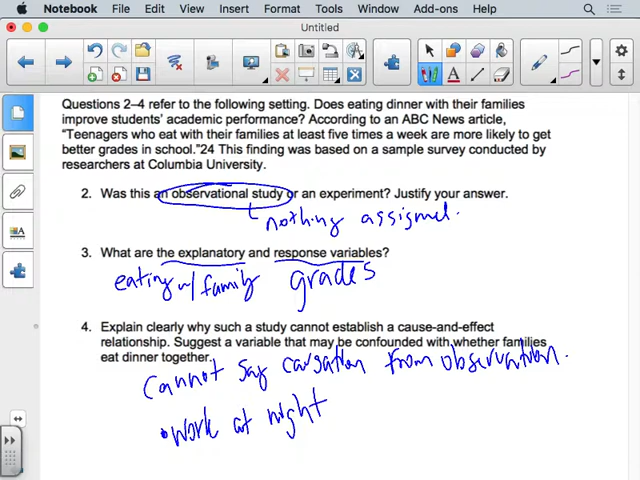 Notebook File Edit View Insert Format Tools Window Add-ons Help
Untitled
Questions 2–4 refer to the following setting. Does eating dinner with their families
improve students' academic performance? According to an ABC News article,
"Teenagers who eat with their families at least five times a week are more likely to get
better grades in school."24 This finding was based on a sample survey conducted by
researchers at Columbia University.
2. Was this an observational study or an experiment? Justify your answer.
nothing assigned.
3. What are the explanatory and response variables?
eating w/ family grades
4. Explain clearly why such a study cannot establish a cause-and-effect
relationship. Suggest a variable that may be confounded with whether families
eat dinner together.
Cannot say causation from observation.
• work at night